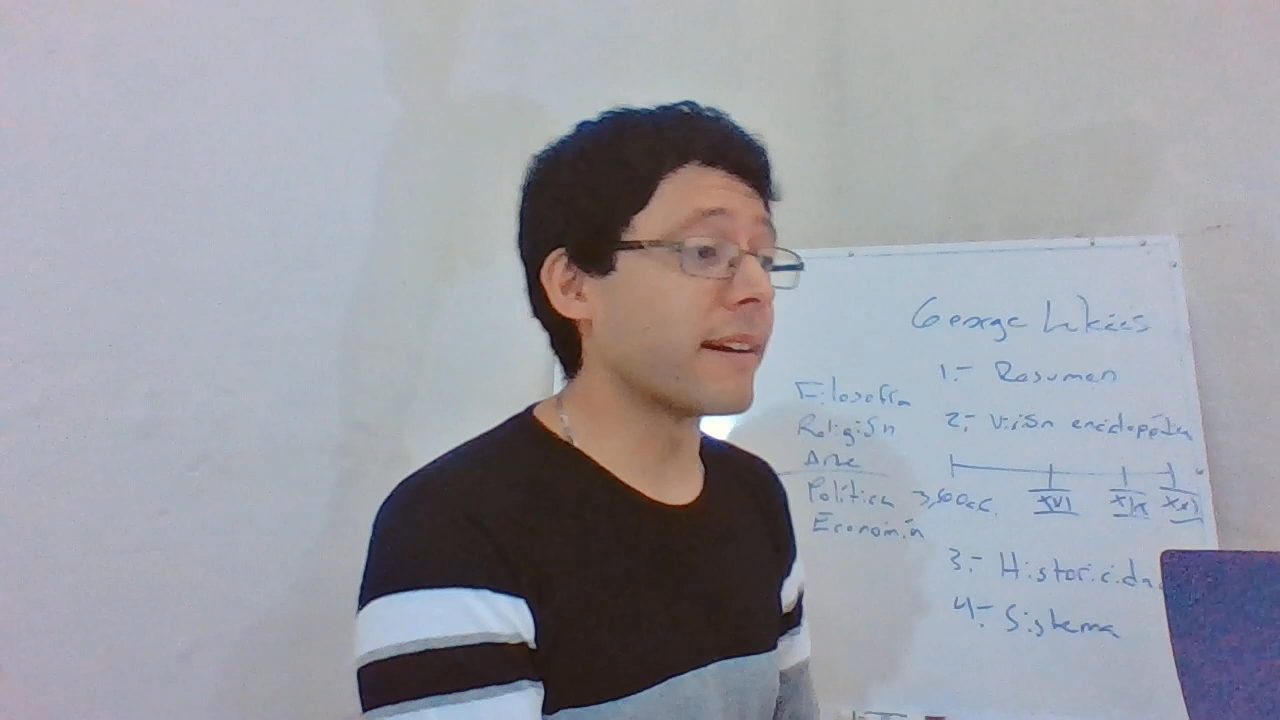 George Lukács
1.- Resumen
2.- Visión enciclopédica
XVI XIX XXI
3.- Historicidad
4.- Sistema
Filosofía
Religión
Arte
Política 3,600 a.C.
Economía